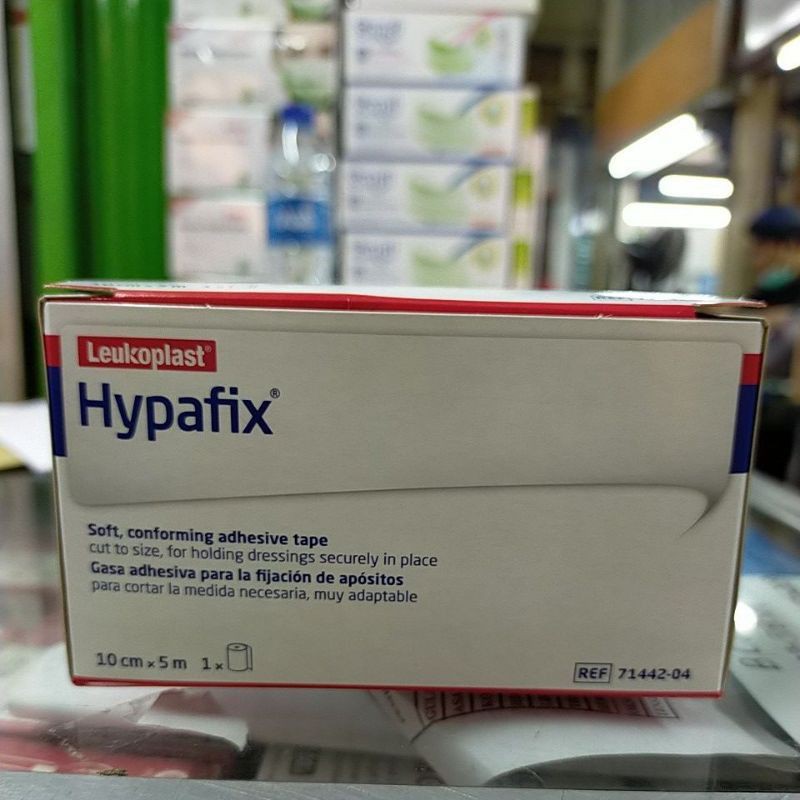 Leukoplast®
Hypafix®
Soft, conforming adhesive tape
cut to size, for holding dressings securely in place
Gasa adhesiva para la fijación de apósitos
para cortar la medida necesaria, muy adaptable
10 cm x 5 m 1 x
REF 71442-04